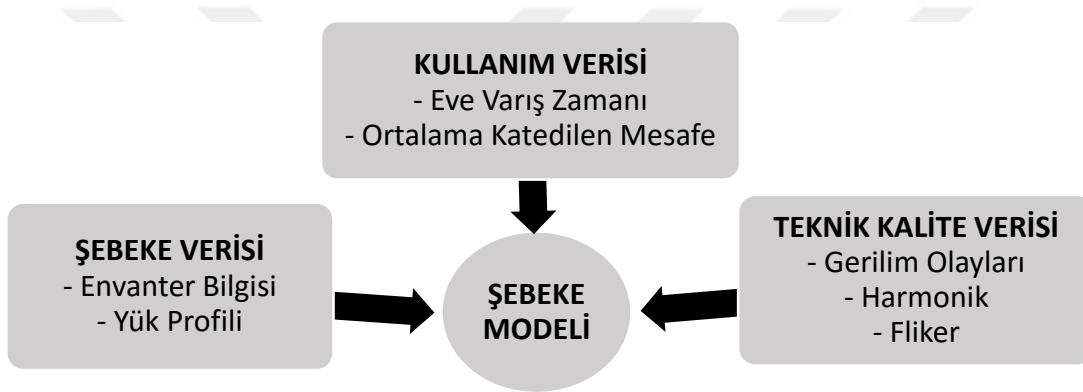 KULLANIM VERİSİ
- Eve Varış Zamanı
- Ortalama Katedilen Mesafe
ŞEBEKE VERİSİ
- Envanter Bilgisi
- Yük Profili
ŞEBEKE
MODELİ
TEKNİK KALİTE VERİSİ
- Gerilim Olayları
- Harmonik
- Fliker